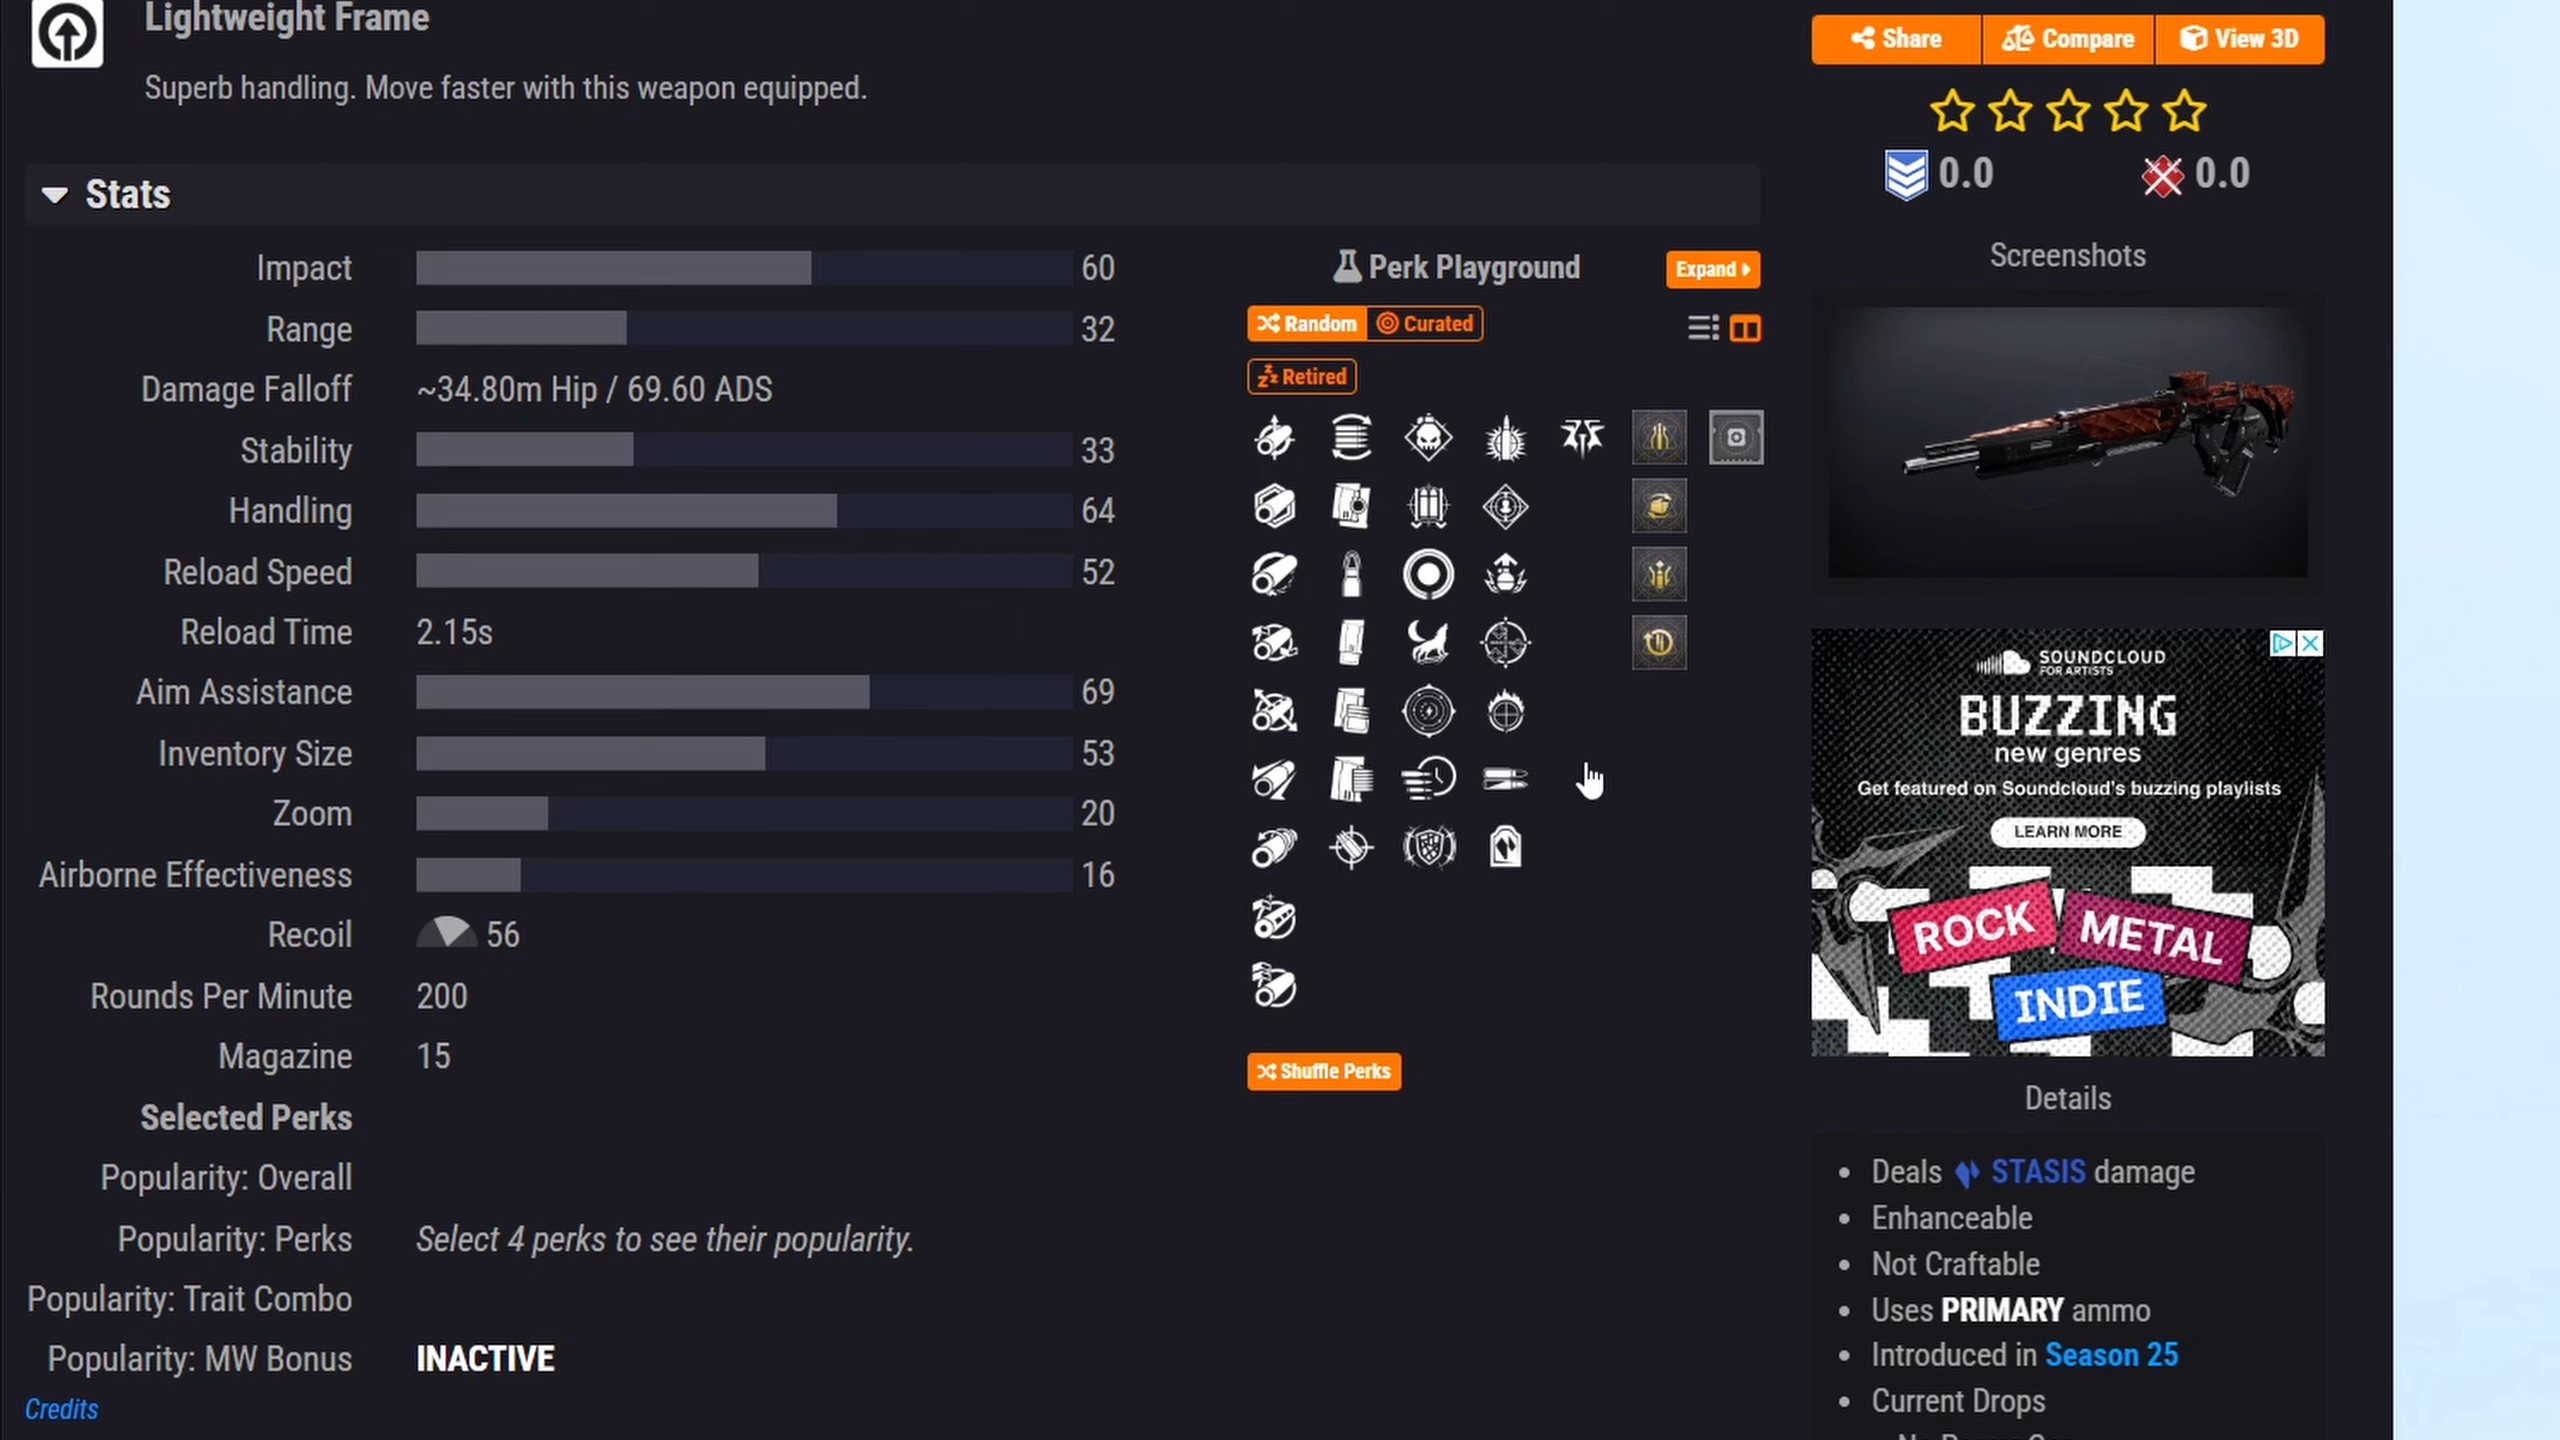 Lightweight Frame
Superb handling. Move faster with this weapon equipped.
Stats
Impact 60
Range 32
Damage Falloff ~34.80m Hip / 69.60 ADS
Stability 33
Handling 64
Reload Speed 52
Reload Time 2.15s
Aim Assistance 69
Inventory Size 53
Zoom 20
Airborne Effectiveness 16
Recoil 56
Rounds Per Minute 200
Magazine 15
Selected Perks
Popularity: Overall
Popularity: Perks Select 4 perks to see their popularity.
Popularity: Trait Combo
Popularity: MW Bonus INACTIVE
Credits
Perk Playground
Expand
Random Curated
Retired
Shuffle Perks
Share Compare View 3D
0.0 0.0
Screenshots
SOUNDCLOUD
FOR ARTISTS
BUZZING
new genres
Get featured on Soundcloud's buzzing playlists
LEARN MORE
ROCK METAL
INDIE
Details
Deals STASIS damage
Enhanceable
Not Craftable
Uses PRIMARY ammo
Introduced in Season 25
Current Drops